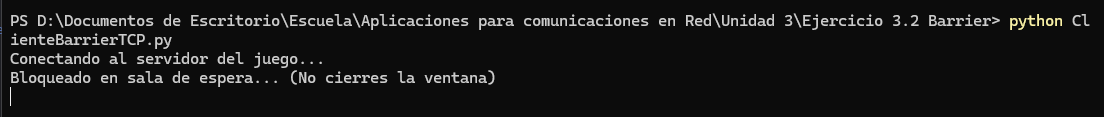 PS D:\Documentos de Escritorio\Escuela\Aplicaciones para comunicaciones en Red\Unidad 3\Ejercicio 3.2 Barrier> python Cl
ienteBarrierTCP.py
Conectando al servidor del juego...
Bloqueado en sala de espera... (No cierres la ventana)